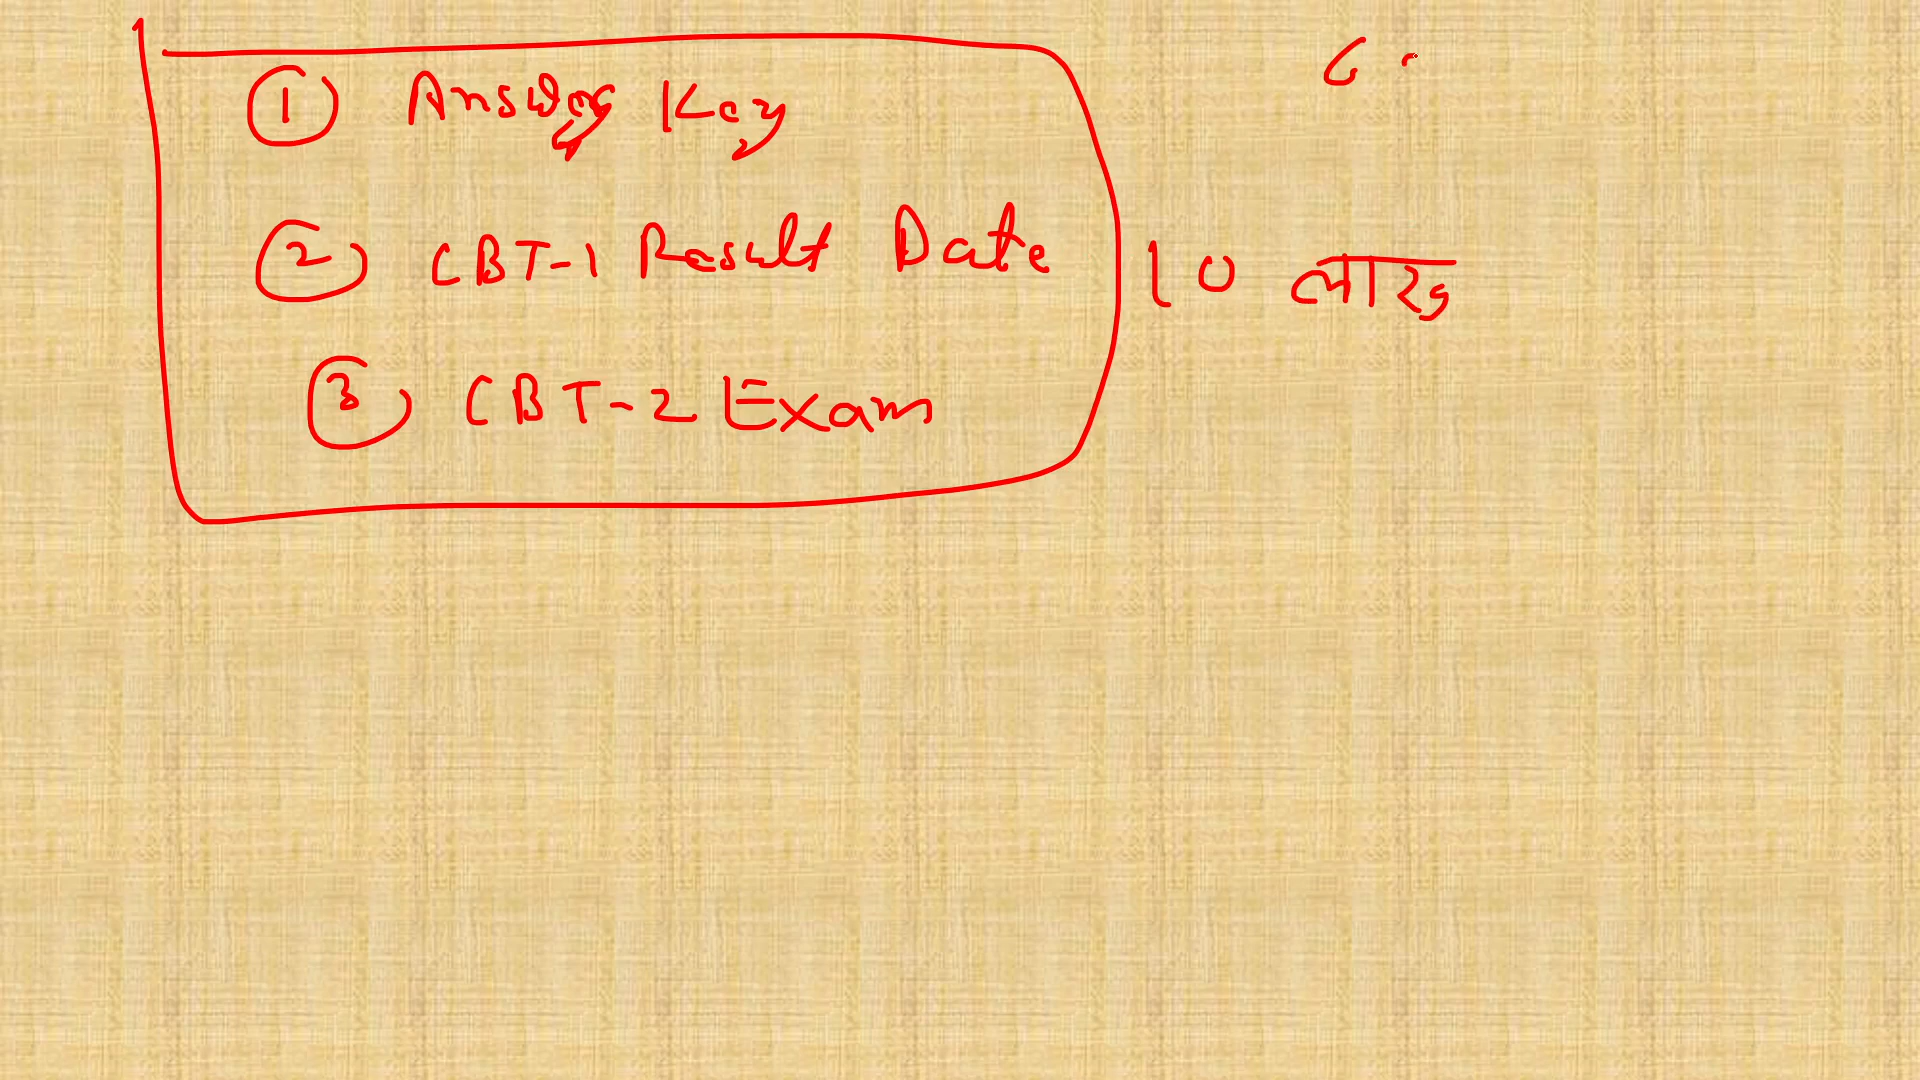 ① Answer Key
② CBT-1 Result Date
10 लाख
③ CBT-2 Exam